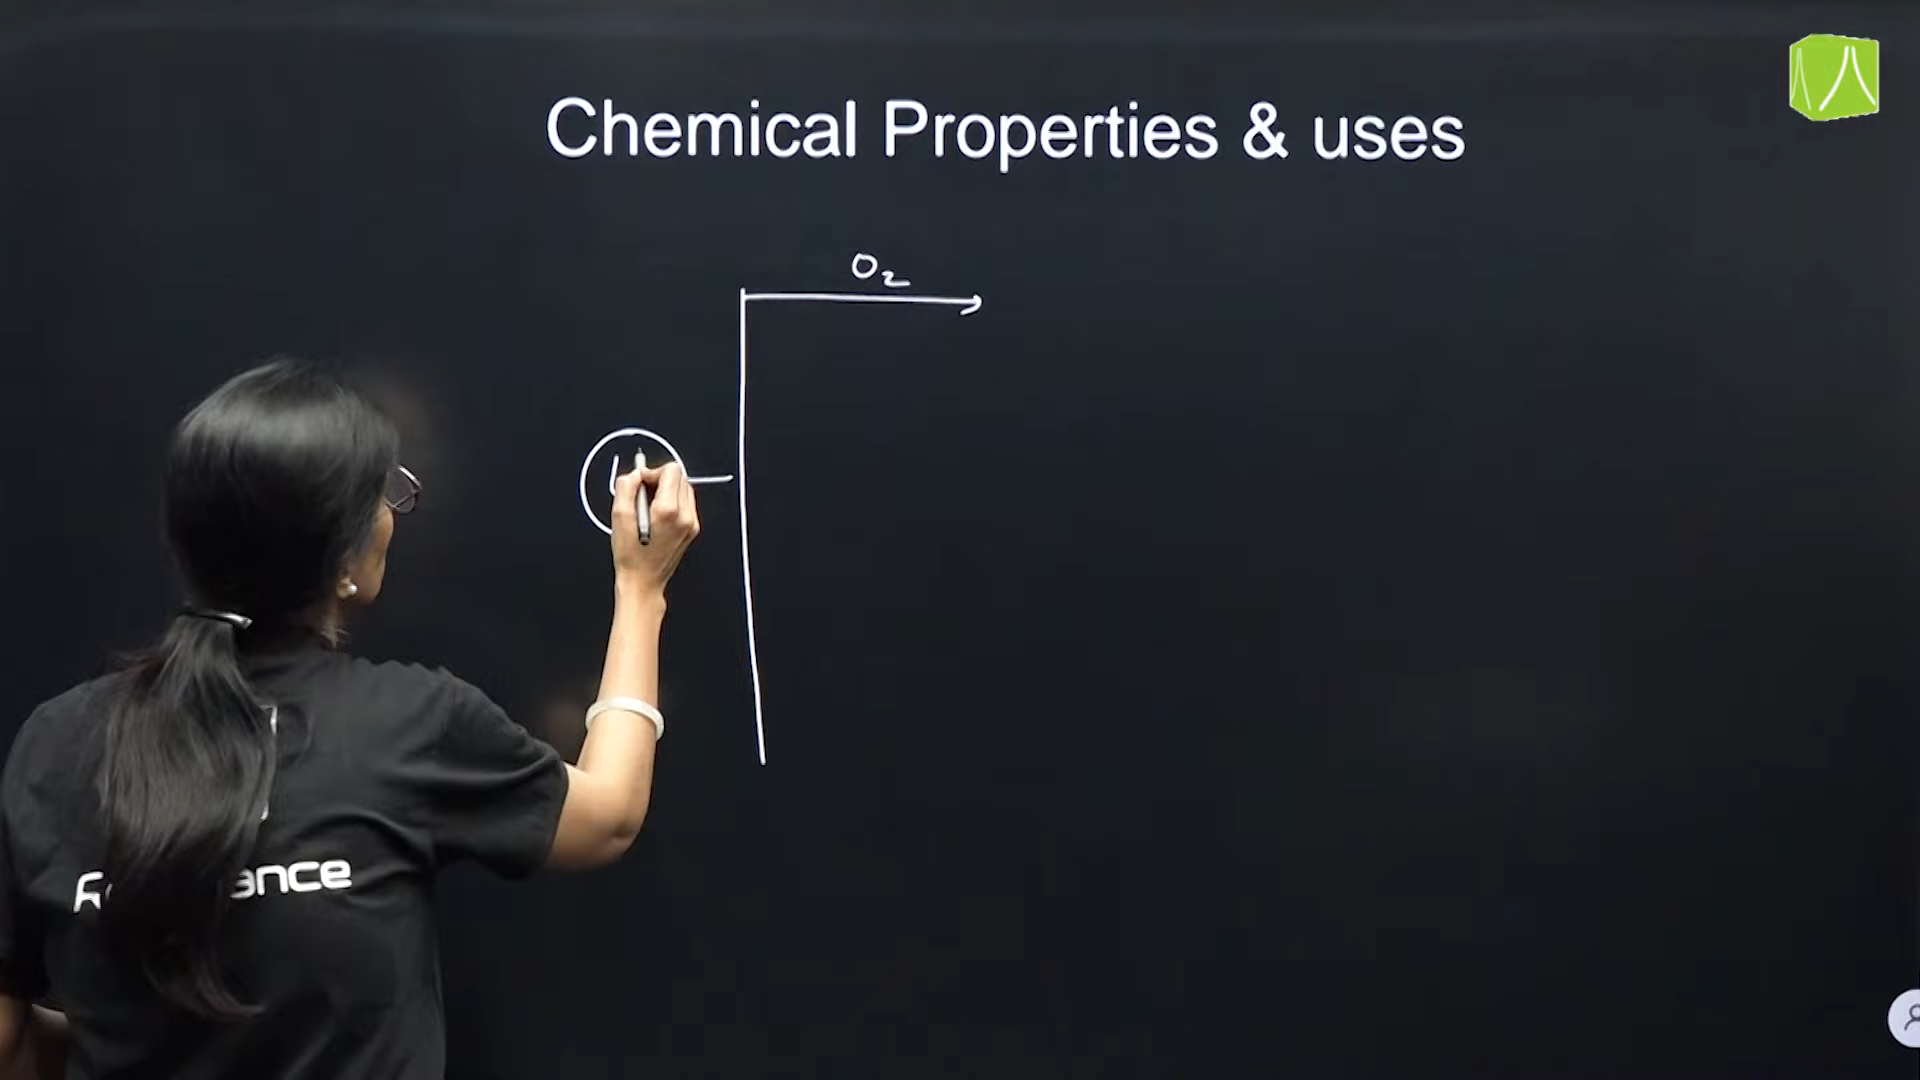 Chemical Properties & uses
O₂